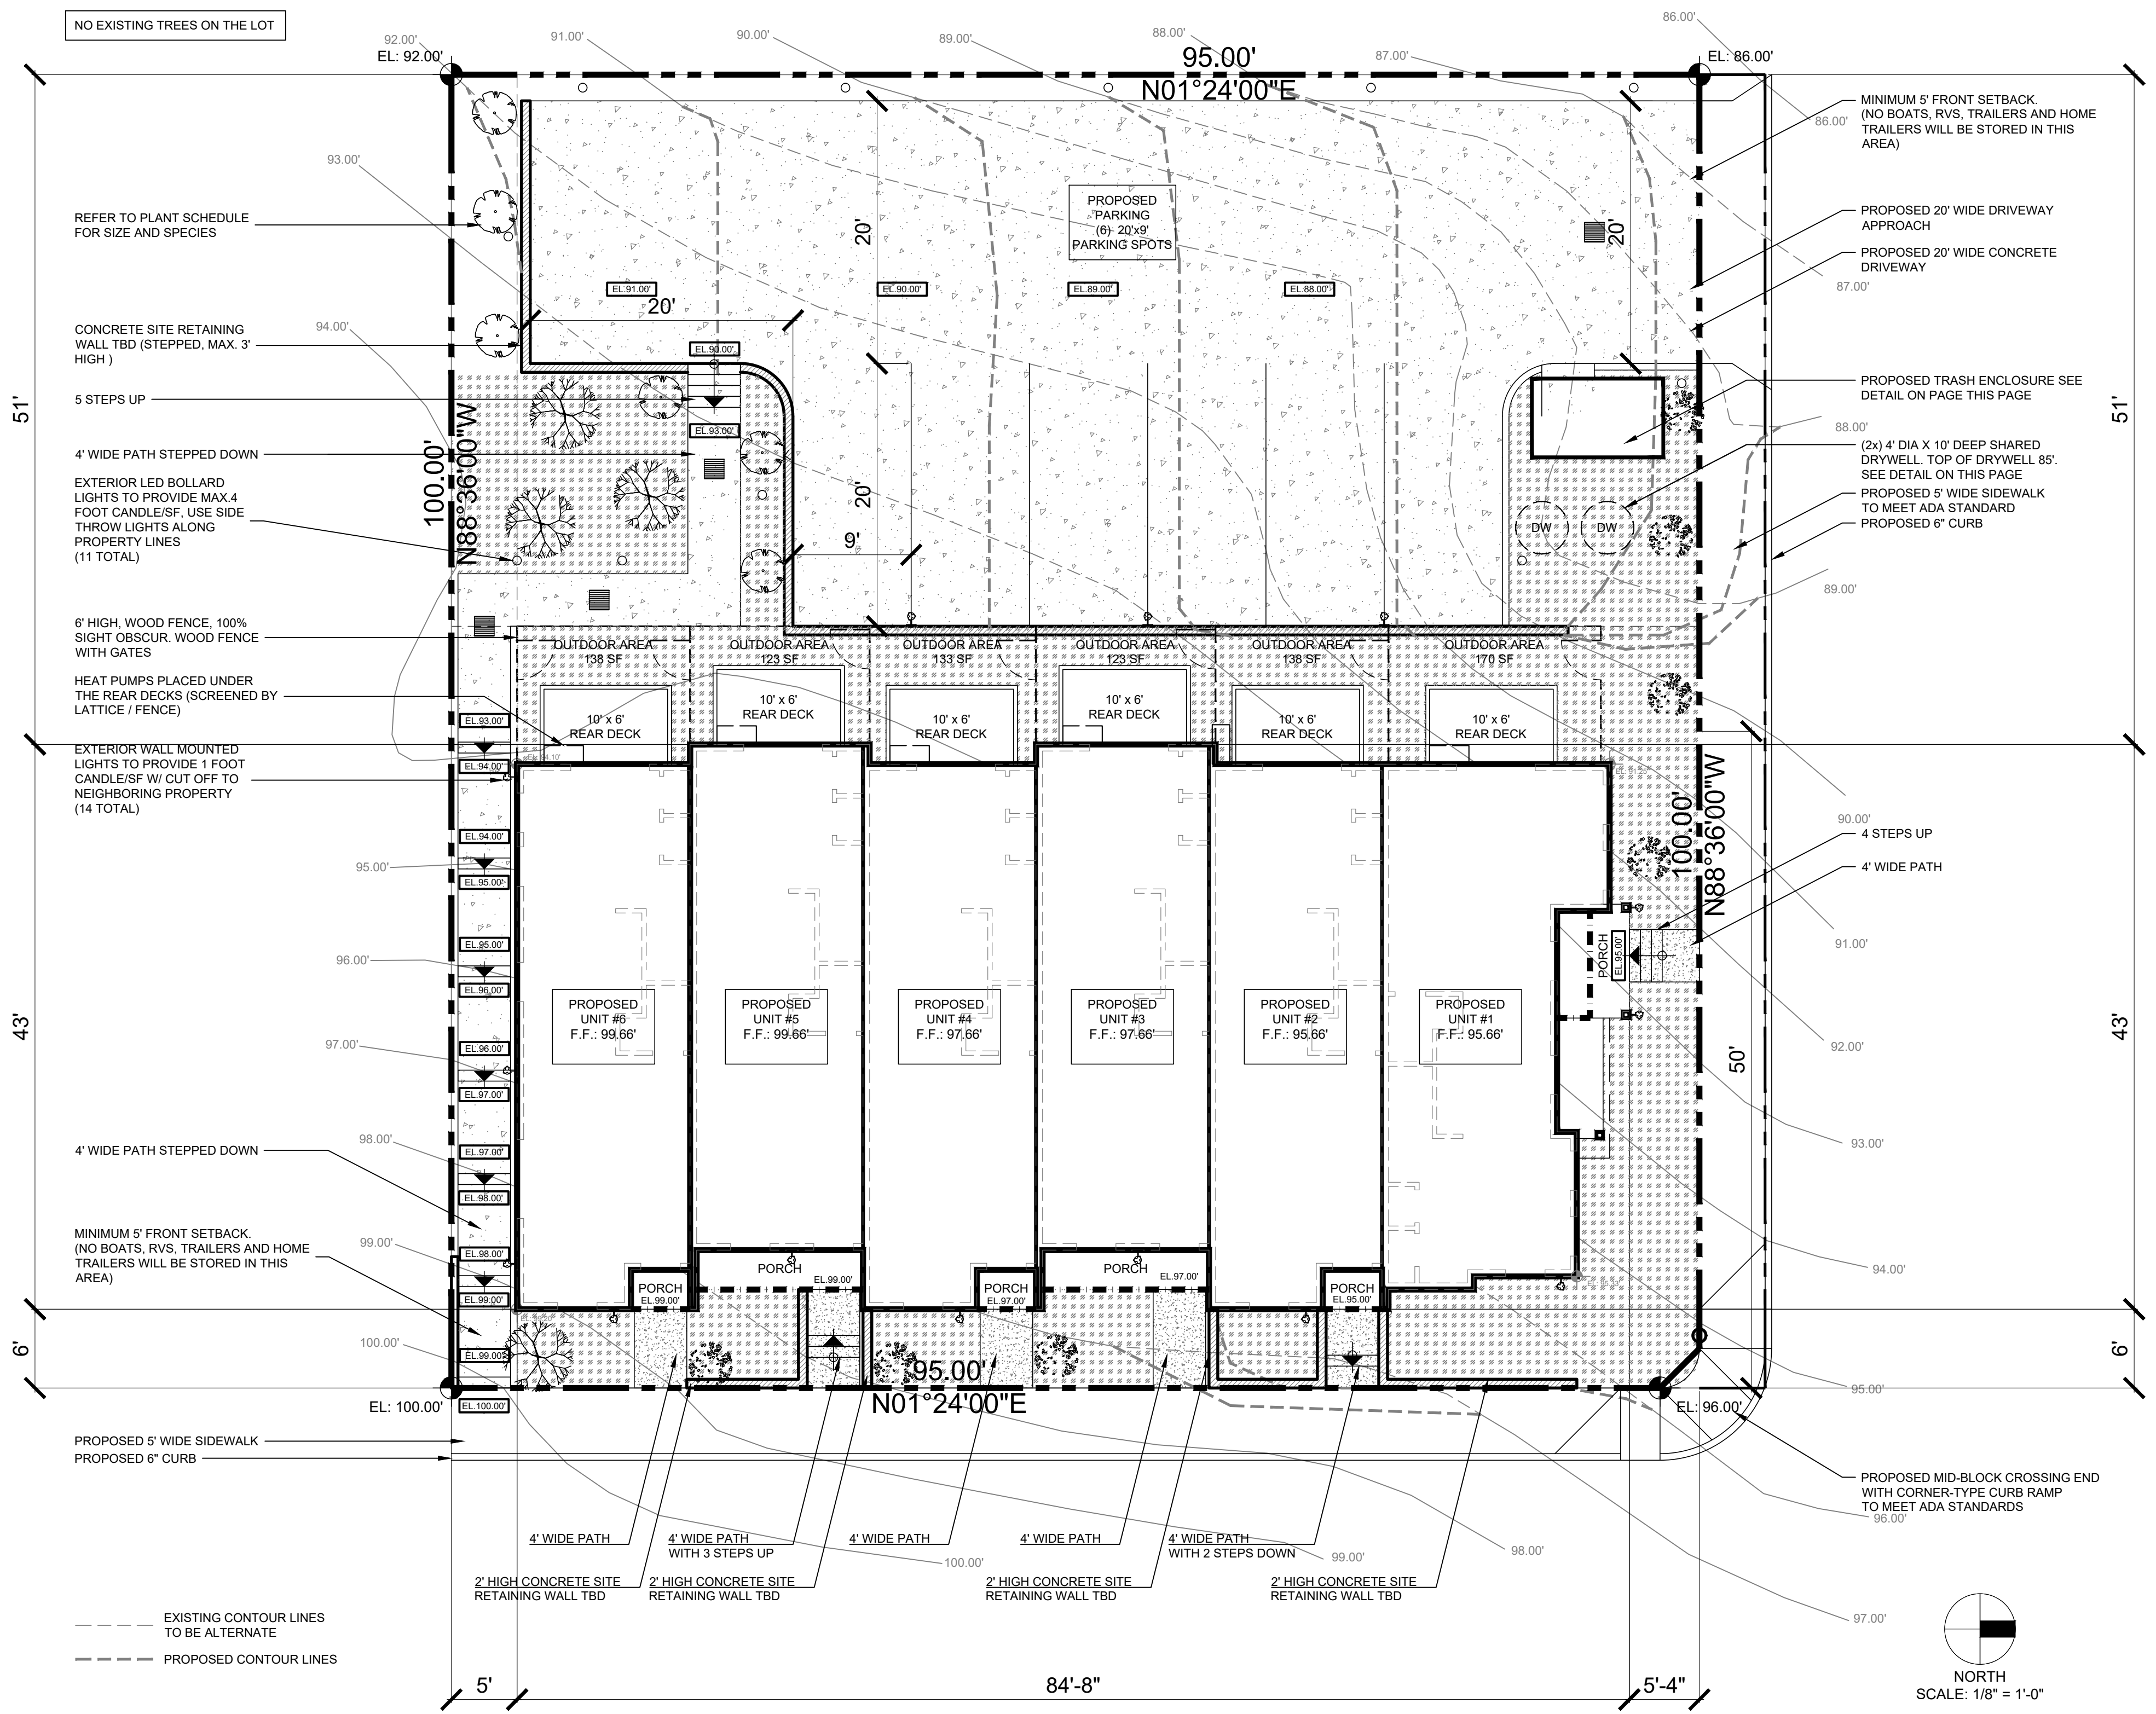 NO EXISTING TREES ON THE LOT
92.00'
91.00'
90.00'
89.00'
88.00'
87.00'
86.00'
EL: 92.00'
95.00'
N01°24'00"E
EL: 86.00'
MINIMUM 5' FRONT SETBACK.
(NO BOATS, RVS, TRAILERS AND HOME
TRAILERS WILL BE STORED IN THIS
AREA)
86.00'
93.00'
REFER TO PLANT SCHEDULE
FOR SIZE AND SPECIES
PROPOSED
PARKING
(6) 20'x9'
PARKING SPOTS
20'
20'
PROPOSED 20' WIDE DRIVEWAY
APPROACH
PROPOSED 20' WIDE CONCRETE
DRIVEWAY
87.00'
EL.91.00'
EL.90.00'
EL.89.00'
EL.88.00'
20'
94.00'
CONCRETE SITE RETAINING
WALL TBD (STEPPED, MAX. 3'
HIGH )
EL.90.00'
51'
51'
5 STEPS UP
EL.93.00'
PROPOSED TRASH ENCLOSURE SEE
DETAIL ON PAGE THIS PAGE
88.00'
4' WIDE PATH STEPPED DOWN
(2x) 4' DIA X 10' DEEP SHARED
DRYWELL. TOP OF DRYWELL 85'.
SEE DETAIL ON THIS PAGE
100.00'
N88°36'00"W
20'
EXTERIOR LED BOLLARD
LIGHTS TO PROVIDE MAX.4
FOOT CANDLE/SF, USE SIDE
THROW LIGHTS ALONG
PROPERTY LINES
(11 TOTAL)
9'
DW
DW
PROPOSED 5' WIDE SIDEWALK
TO MEET ADA STANDARD
PROPOSED 6" CURB
89.00'
6' HIGH, WOOD FENCE, 100%
SIGHT OBSCUR. WOOD FENCE
WITH GATES
OUTDOOR AREA
138 SF
OUTDOOR AREA
123 SF
OUTDOOR AREA
133 SF
OUTDOOR AREA
123 SF
OUTDOOR AREA
138 SF
OUTDOOR AREA
170 SF
HEAT PUMPS PLACED UNDER
THE REAR DECKS (SCREENED BY
LATTICE / FENCE)
10' x 6'
REAR DECK
10' x 6'
REAR DECK
10' x 6'
REAR DECK
10' x 6'
REAR DECK
10' x 6'
REAR DECK
10' x 6'
REAR DECK
EL.93.00'
EL.94.00'
EXTERIOR WALL MOUNTED
LIGHTS TO PROVIDE 1 FOOT
CANDLE/SF W/ CUT OFF TO
NEIGHBORING PROPERTY
(14 TOTAL)
EL.94.00'
EL.95.00'
95.00'
100.00'
N88°36'00"W
90.00'
4 STEPS UP
4' WIDE PATH
91.00'
EL.95.00'
EL.96.00'
96.00'
PORCH
EL.95.00'
43'
43'
PROPOSED
UNIT #6
F.F.: 99.66'
PROPOSED
UNIT #5
F.F.: 99.66'
PROPOSED
UNIT #4
F.F.: 97.66'
PROPOSED
UNIT #3
F.F.: 97.66'
PROPOSED
UNIT #2
F.F.: 95.66'
PROPOSED
UNIT #1
F.F.: 95.66'
50'
92.00'
97.00'
EL.96.00'
EL.97.00'
98.00'
93.00'
4' WIDE PATH STEPPED DOWN
EL.97.00'
EL.98.00'
MINIMUM 5' FRONT SETBACK.
(NO BOATS, RVS, TRAILERS AND HOME
TRAILERS WILL BE STORED IN THIS
AREA)
99.00'
EL.98.00'
EL.99.00'
94.00'
PORCH
EL.99.00'
PORCH
EL.99.00'
PORCH
EL.97.00'
PORCH
EL.97.00'
PORCH
EL.95.00'
6'
6'
100.00'
EL.99.00'
95.00'
N01°24'00"E
95.00'
EL: 100.00'
EL.100.00'
EL: 96.00'
PROPOSED 5' WIDE SIDEWALK
PROPOSED 6" CURB
PROPOSED MID-BLOCK CROSSING END
WITH CORNER-TYPE CURB RAMP
TO MEET ADA STANDARDS
96.00'
4' WIDE PATH
4' WIDE PATH
WITH 3 STEPS UP
4' WIDE PATH
4' WIDE PATH
4' WIDE PATH
WITH 2 STEPS DOWN
100.00'
99.00'
98.00'
2' HIGH CONCRETE SITE
RETAINING WALL TBD
2' HIGH CONCRETE SITE
RETAINING WALL TBD
2' HIGH CONCRETE SITE
RETAINING WALL TBD
2' HIGH CONCRETE SITE
RETAINING WALL TBD
97.00'
EXISTING CONTOUR LINES
TO BE ALTERNATE
PROPOSED CONTOUR LINES
5'
84'-8"
5'-4"
NORTH
SCALE: 1/8" = 1'-0"